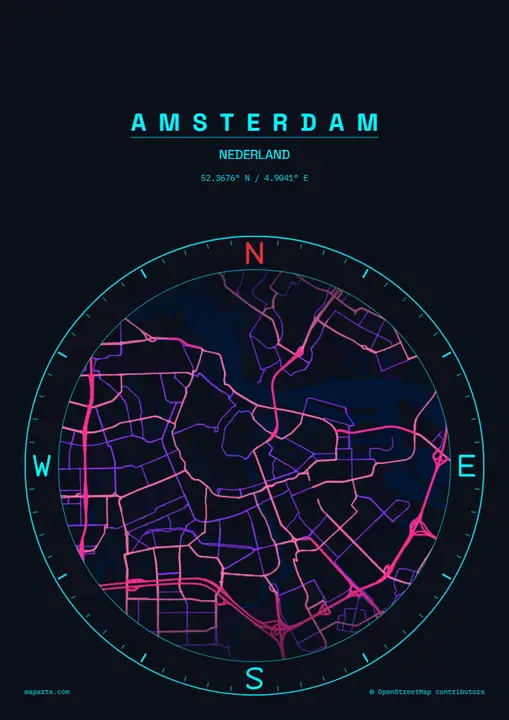 AMSTERDAM
NEDERLAND
52.3676° N / 4.9041° E
N
W
E
S
maparte.com
© OpenStreetMap contributors